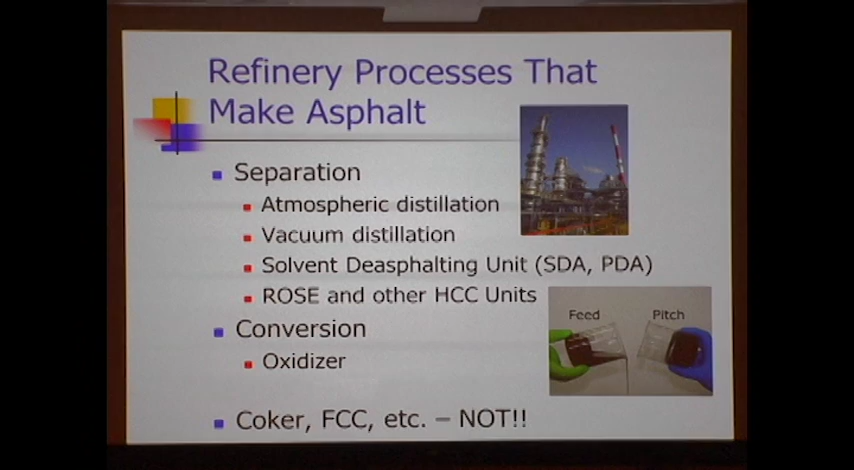 Refinery Processes That
Make Asphalt
Separation
Atmospheric distillation
Vacuum distillation
Solvent Deasphalting Unit (SDA, PDA)
ROSE and other HCC Units
Feed
Pitch
Conversion
Oxidizer
Coker, FCC, etc. – NOT!!